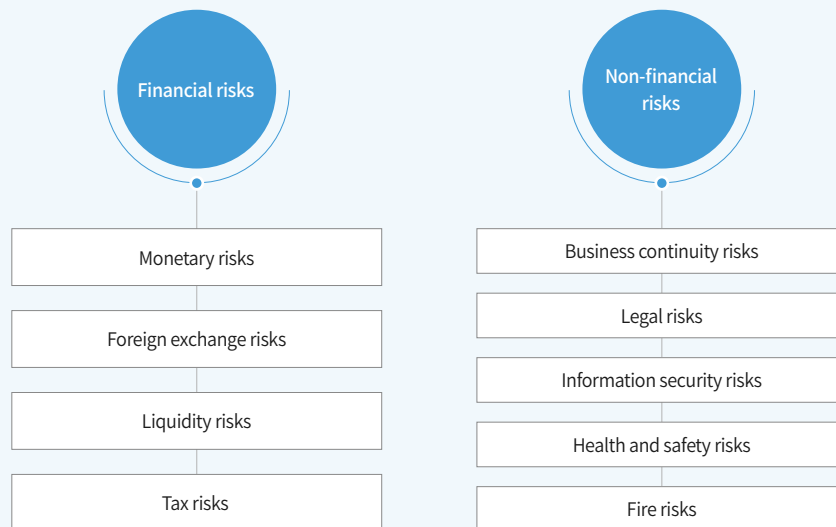 Financial risks
Monetary risks
Foreign exchange risks
Liquidity risks
Tax risks
Non-financial
risks
Business continuity risks
Legal risks
Information security risks
Health and safety risks
Fire risks